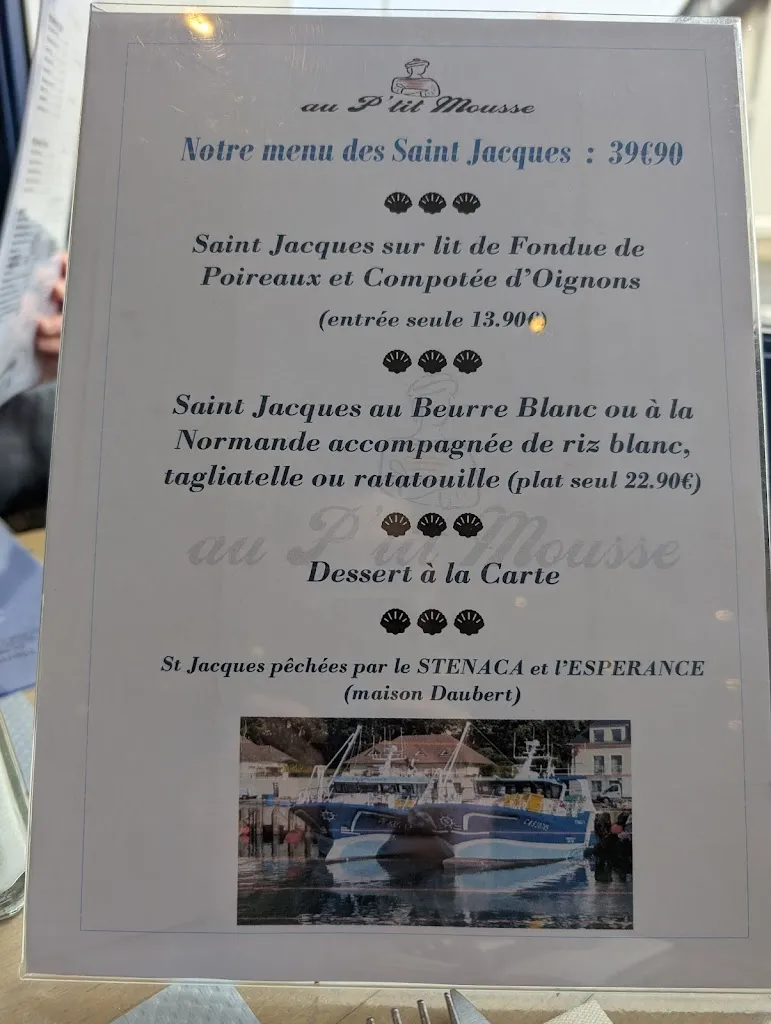 au P'tit Mousse
Notre menu des Saint Jacques : 39€90
Saint Jacques sur lit de Fondue de
Poireaux et Compotée d'Oignons
(entrée seule 13.90€)
Saint Jacques au Beurre Blanc ou à la
Normande accompagnée de riz blanc,
tagliatelle ou ratatouille (plat seul 22.90€)
au P'tit Mousse
Dessert à la Carte
St Jacques pêchées par le STENACA et l'ESPERANCE
(maison Daubert)